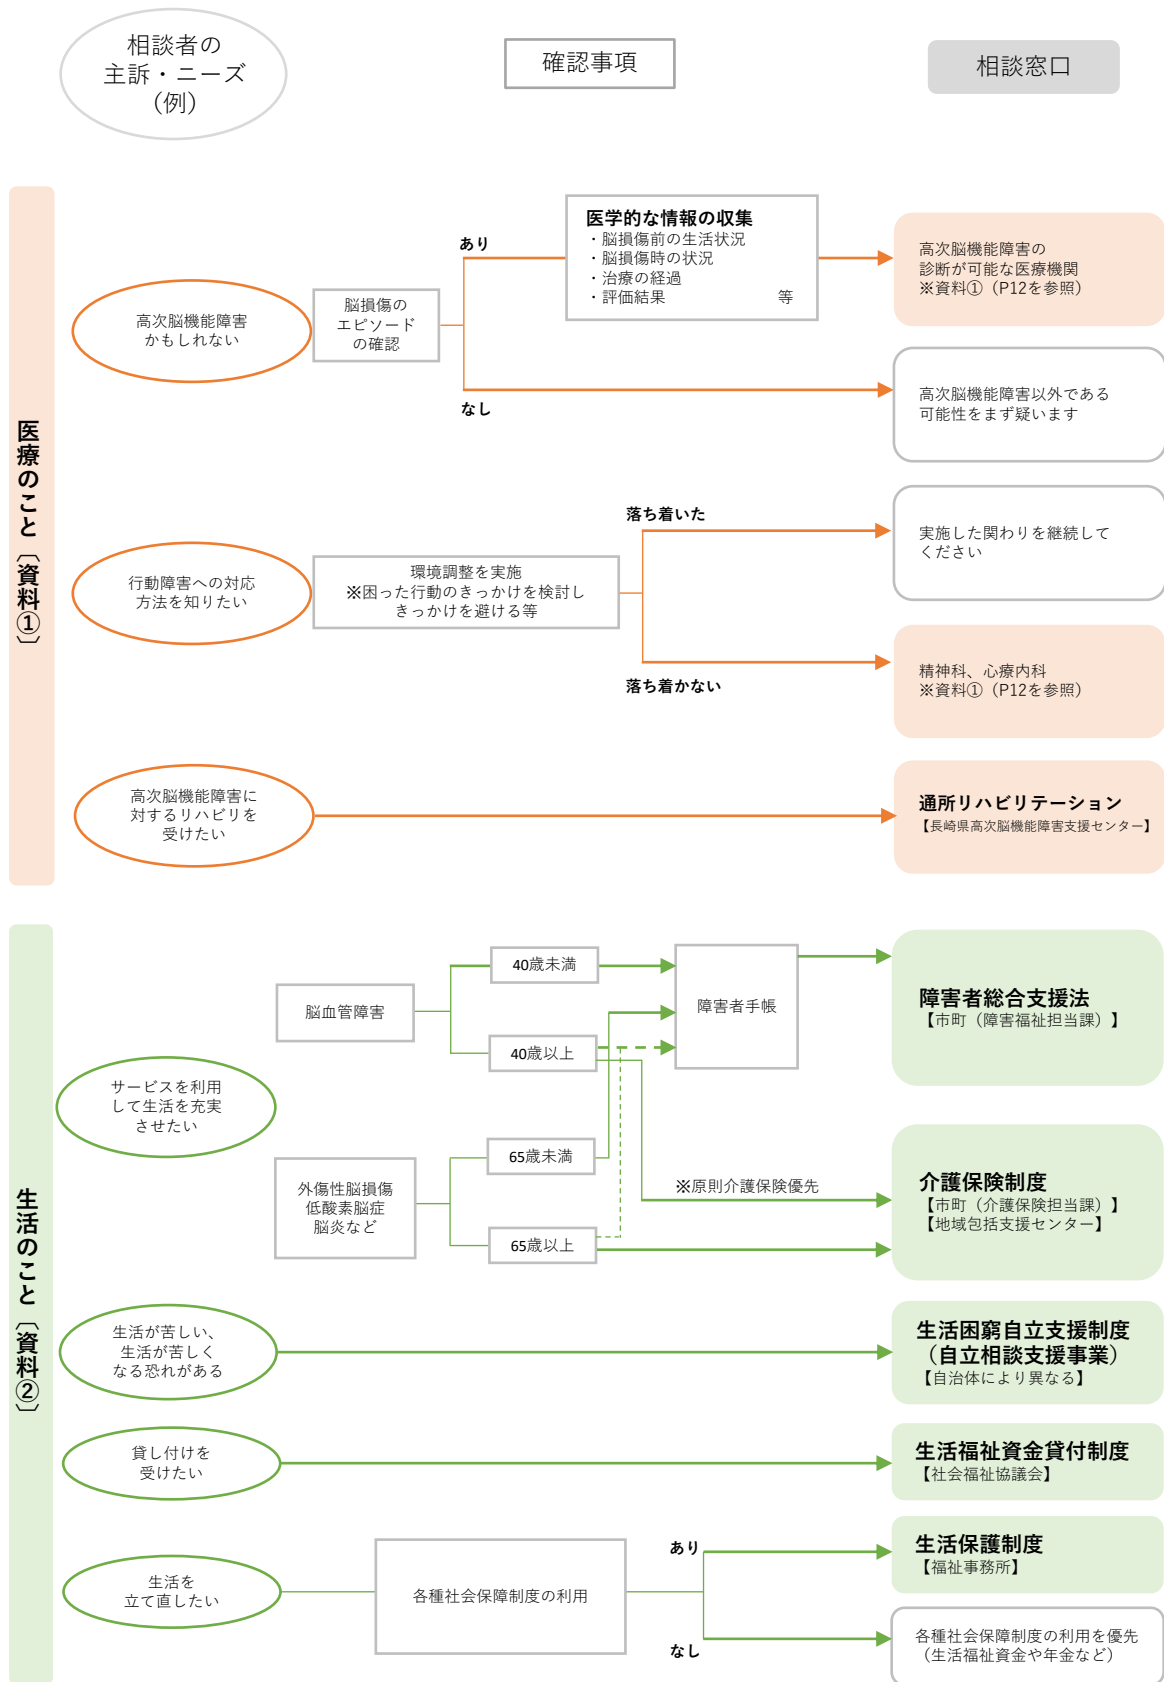 相談者の
主訴・ニーズ
（例）
確認事項
相談窓口
医療のこと〔資料①〕
高次脳機能障害
かもしれない
脳損傷の
エピソード
の確認
あり
医学的な情報の収集
・脳損傷前の生活状況
・脳損傷時の状況
・治療の経過
・評価結果　　　　　　等
高次脳機能障害の
診断が可能な医療機関
※資料①（P12を参照）
なし
高次脳機能障害以外である
可能性をまず疑います
行動障害への対応
方法を知りたい
環境調整を実施
※困った行動のきっかけを検討し
きっかけを避ける等
落ち着いた
実施した関わりを継続して
ください
落ち着かない
精神科、心療内科
※資料①（P12を参照）
高次脳機能障害に
対するリハビリを
受けたい
通所リハビリテーション
【長崎県高次脳機能障害支援センター】
生活のこと〔資料②〕
サービスを利用
して生活を充実
させたい
脳血管障害
40歳未満
40歳以上
障害者手帳
障害者総合支援法
【市町（障害福祉担当課）】
外傷性脳損傷
低酸素脳症
脳炎など
65歳未満
65歳以上
※原則介護保険優先
介護保険制度
【市町（介護保険担当課）】
【地域包括支援センター】
生活が苦しい、
生活が苦しく
なる恐れがある
生活困窮自立支援制度
（自立相談支援事業）
【自治体により異なる】
貸し付けを
受けたい
生活福祉資金貸付制度
【社会福祉協議会】
生活を
立て直したい
各種社会保障制度の利用
あり
生活保護制度
【福祉事務所】
なし
各種社会保障制度の利用を優先
（生活福祉資金や年金など）